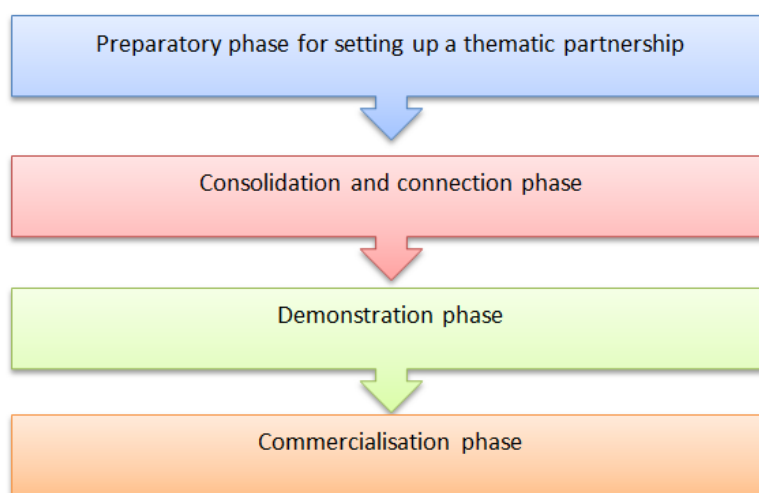 Preparatory phase for setting up a thematic partnership
Consolidation and connection phase
Demonstration phase
Commercialisation phase